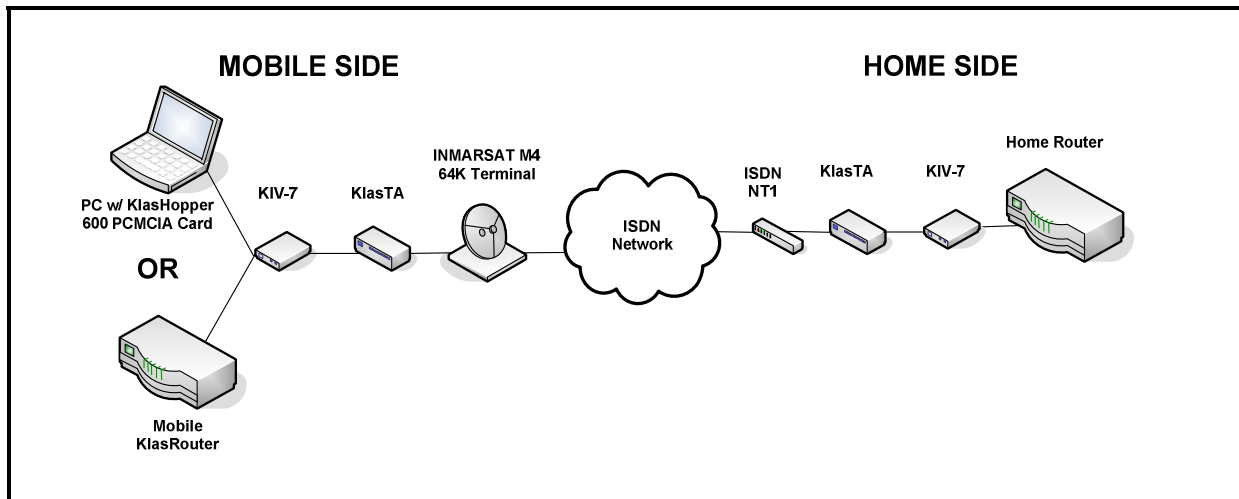 MOBILE SIDE
HOME SIDE
PC w/ KlasHopper
600 PCMCIA Card
OR
Mobile
KlasRouter
KIV-7
KlasTA
INMARSAT M4
64K Terminal
ISDN
Network
ISDN
NT1
KlasTA
KIV-7
Home Router